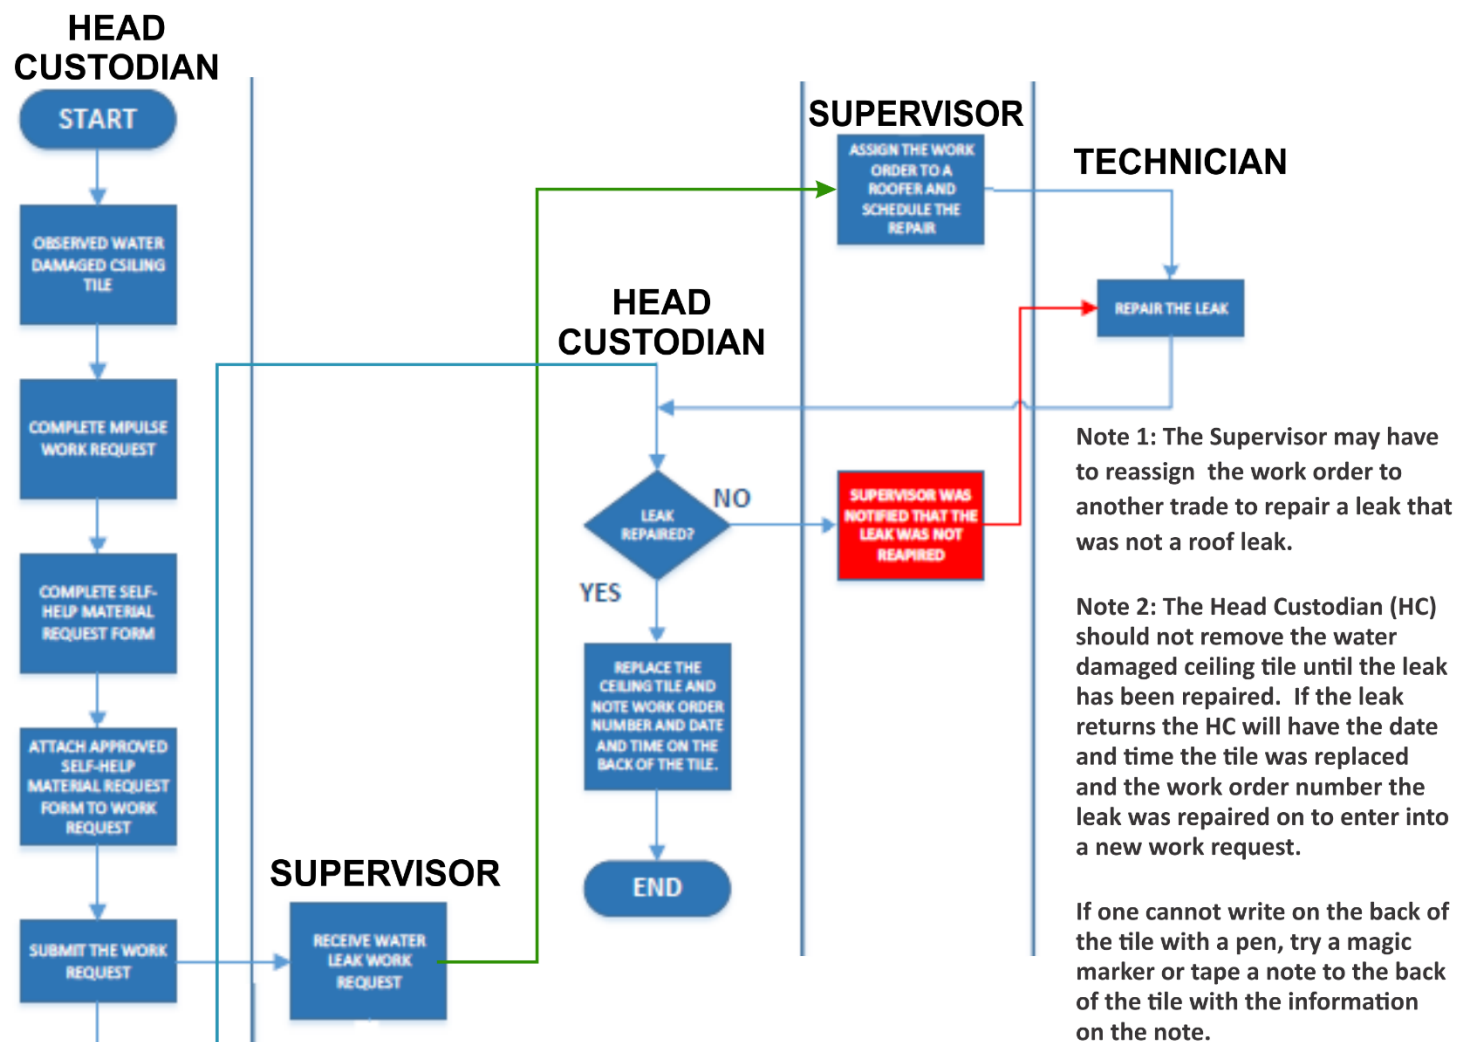 HEAD
CUSTODIAN
START
OBSERVED WATER
DAMAGED CSILING
TILE
COMPLETE MPULSE
WORK REQUEST
COMPLETE SELF-
HELP MATERIAL
REQUEST FORM
ATTACH APPROVED
SELF-HELP
MATERIAL REQUEST
FORM TO WORK
REQUEST
SUBMIT THE WORK
REQUEST
SUPERVISOR
RECEIVE WATER
LEAK WORK
REQUEST
HEAD
CUSTODIAN
LEAK
REPAIRED?
NO
YES
REPLACE THE
CEILING TILE AND
NOTE WORK ORDER
NUMBER AND DATE
AND TIME ON THE
BACK OF THE TILE.
END
SUPERVISOR
ASSIGN THE WORK
ORDER TO A
ROOFER AND
SCHEDULE THE
REPAIR
SUPERVISOR WAS
NOTIFIED THAT THE
LEAK WAS NOT
REAPIRED
TECHNICIAN
REPAIR THE LEAK
Note 1: The Supervisor may have
to reassign the work order to
another trade to repair a leak that
was not a roof leak.
Note 2: The Head Custodian (HC)
should not remove the water
damaged ceiling tile until the leak
has been repaired. If the leak
returns the HC will have the date
and time the tile was replaced
and the work order number the
leak was repaired on to enter into
a new work request.
If one cannot write on the back of
the tile with a pen, try a magic
marker or tape a note to the back
of the tile with the information
on the note.